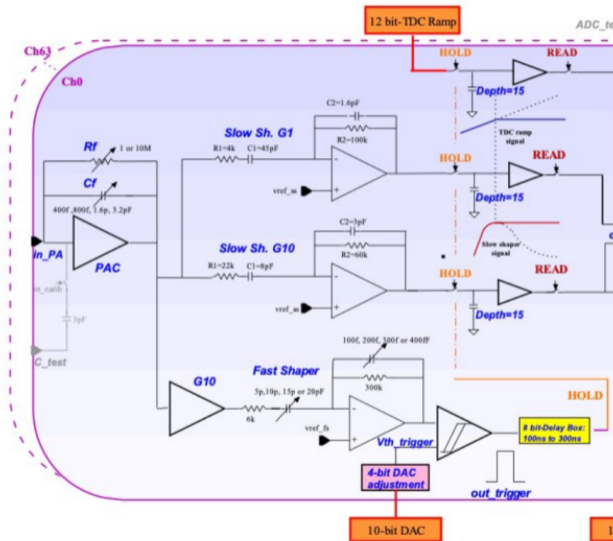 12 bit-TDC Ramp
ADC_te
Ch63
Ch0
HOLD
READ
Depth=15
C2=1.6pF
TDC ramp
signal
Rf
1 or 10M
Slow Sh. G1
R1=4k
C1=45pF
R2=100k
HOLD
READ
Cf
400f ,800f, 1.6p, 3.2pF
vref_ss
Depth=15
in_PA
PAC
Slow Sh. G10
C2=3pF
Slow shaper
signal
R1=22k
C1=8pF
R2=60k
HOLD
READ
in_calib
3pF
vref_ss
Depth=15
C_test
100f, 200f, 300f or 400fF
G10
Fast Shaper
300k
5p,10p, 15p or 20pF
6k
HOLD
vref_fs
Vth_trigger
8 bit-Delay Box:
100ns to 300ns
4-bit DAC
adjustment
out_trigger
10-bit DAC
1